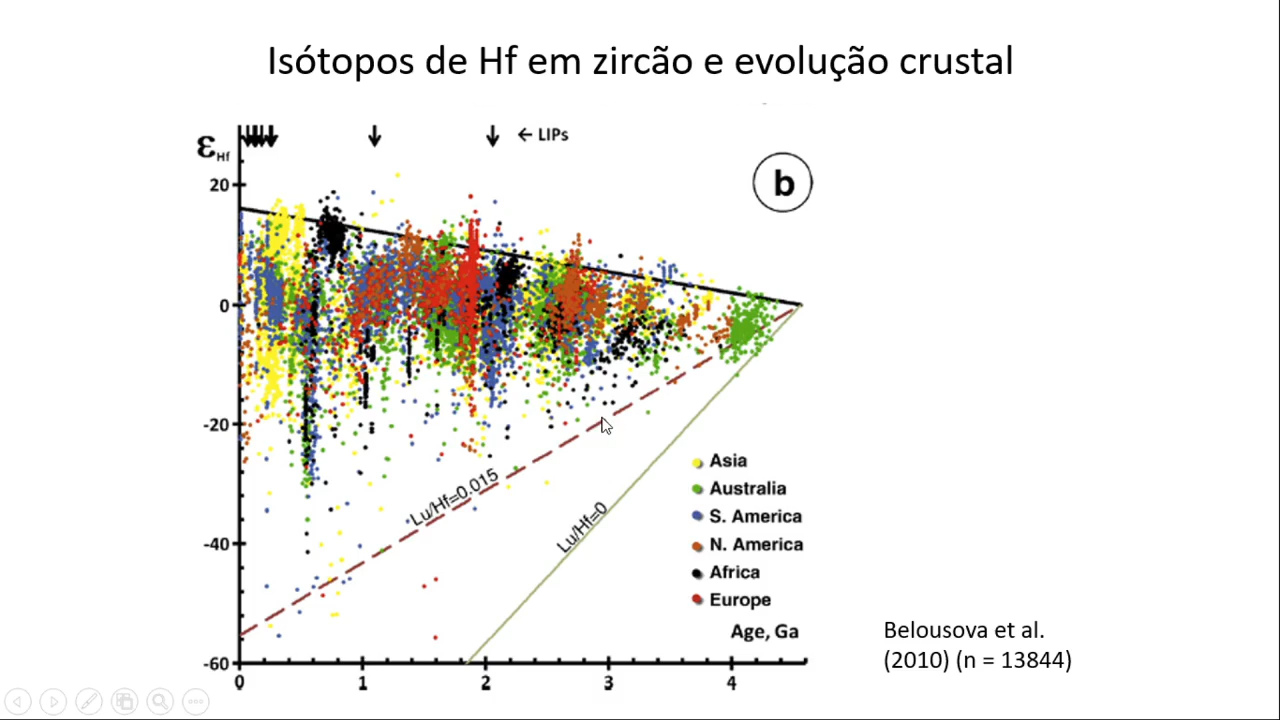 Isótopos de Hf em zircão e evolução crustal
← LIPs
εHf
b
20
0
-20
-40
-60
Lu/Hf=0.015
Lu/Hf=0
Asia
Australia
S. America
N. America
Africa
Europe
Age, Ga
0 1 2 3 4
Belousova et al.
(2010) (n = 13844)